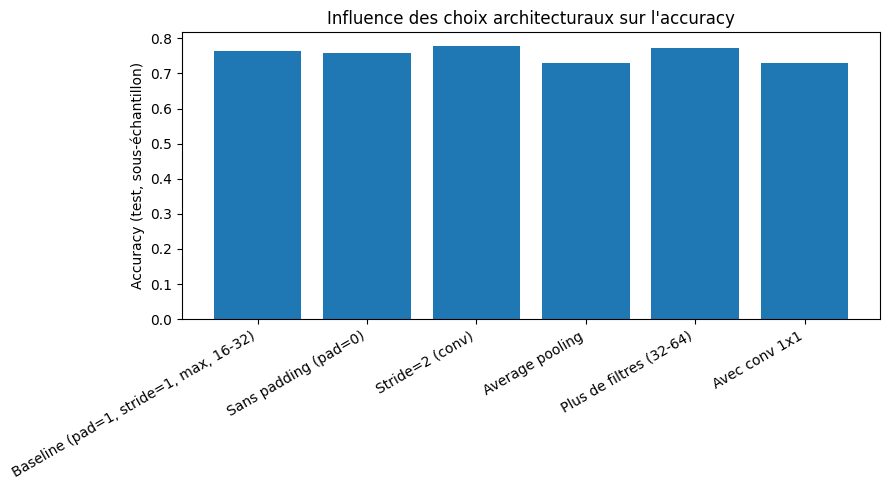 Influence des choix architecturaux sur l'accuracy
Accuracy (test, sous-échantillon)
0.8
0.7
0.6
0.5
0.4
0.3
0.2
0.1
0.0
Baseline (pad=1, stride=1, max, 16-32)
Sans padding (pad=0)
Stride=2 (conv)
Average pooling
Plus de filtres (32-64)
Avec conv 1x1